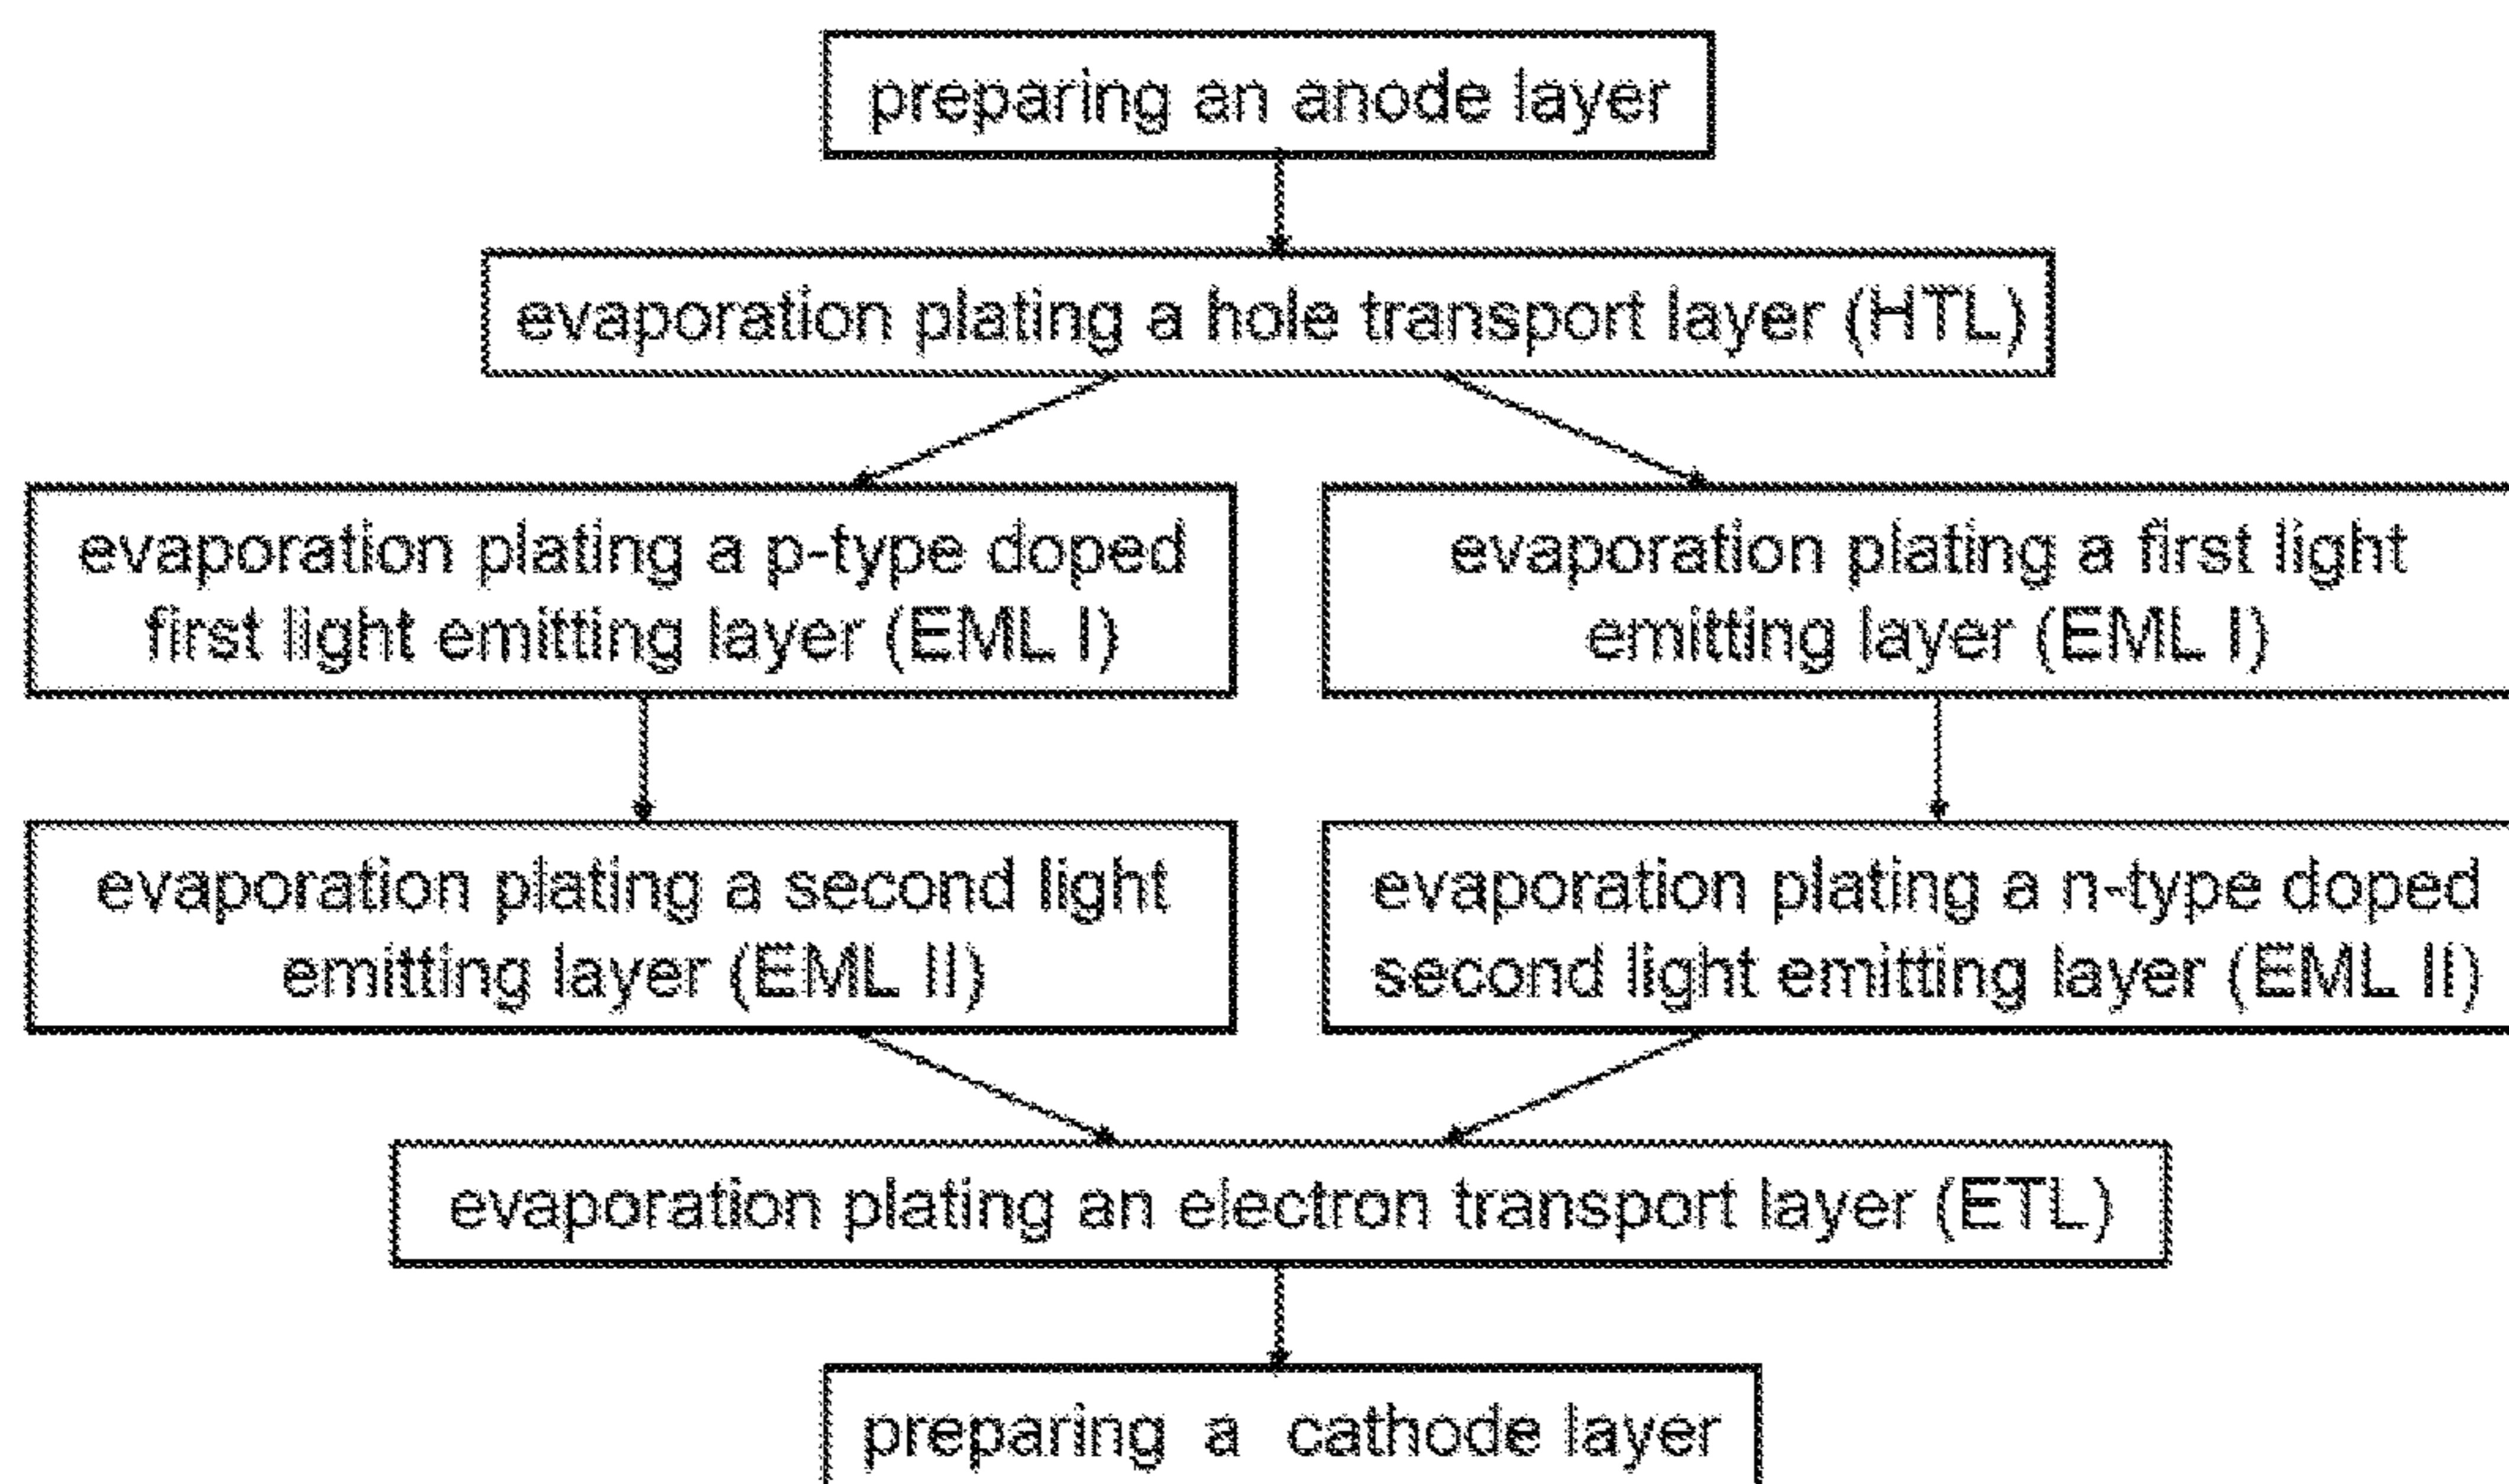 preparing an anode layer
evaporation plating a hole transport layer (HTL)
evaporation plating a p-type doped
first light emitting layer (EML I)
evaporation plating a first light
emitting layer (EML I)
evaporation plating a second light
emitting layer (EML II)
evaporation plating a n-type doped
second light emitting layer (EML II)
evaporation plating an electron transport layer (ETL)
preparing a cathode layer